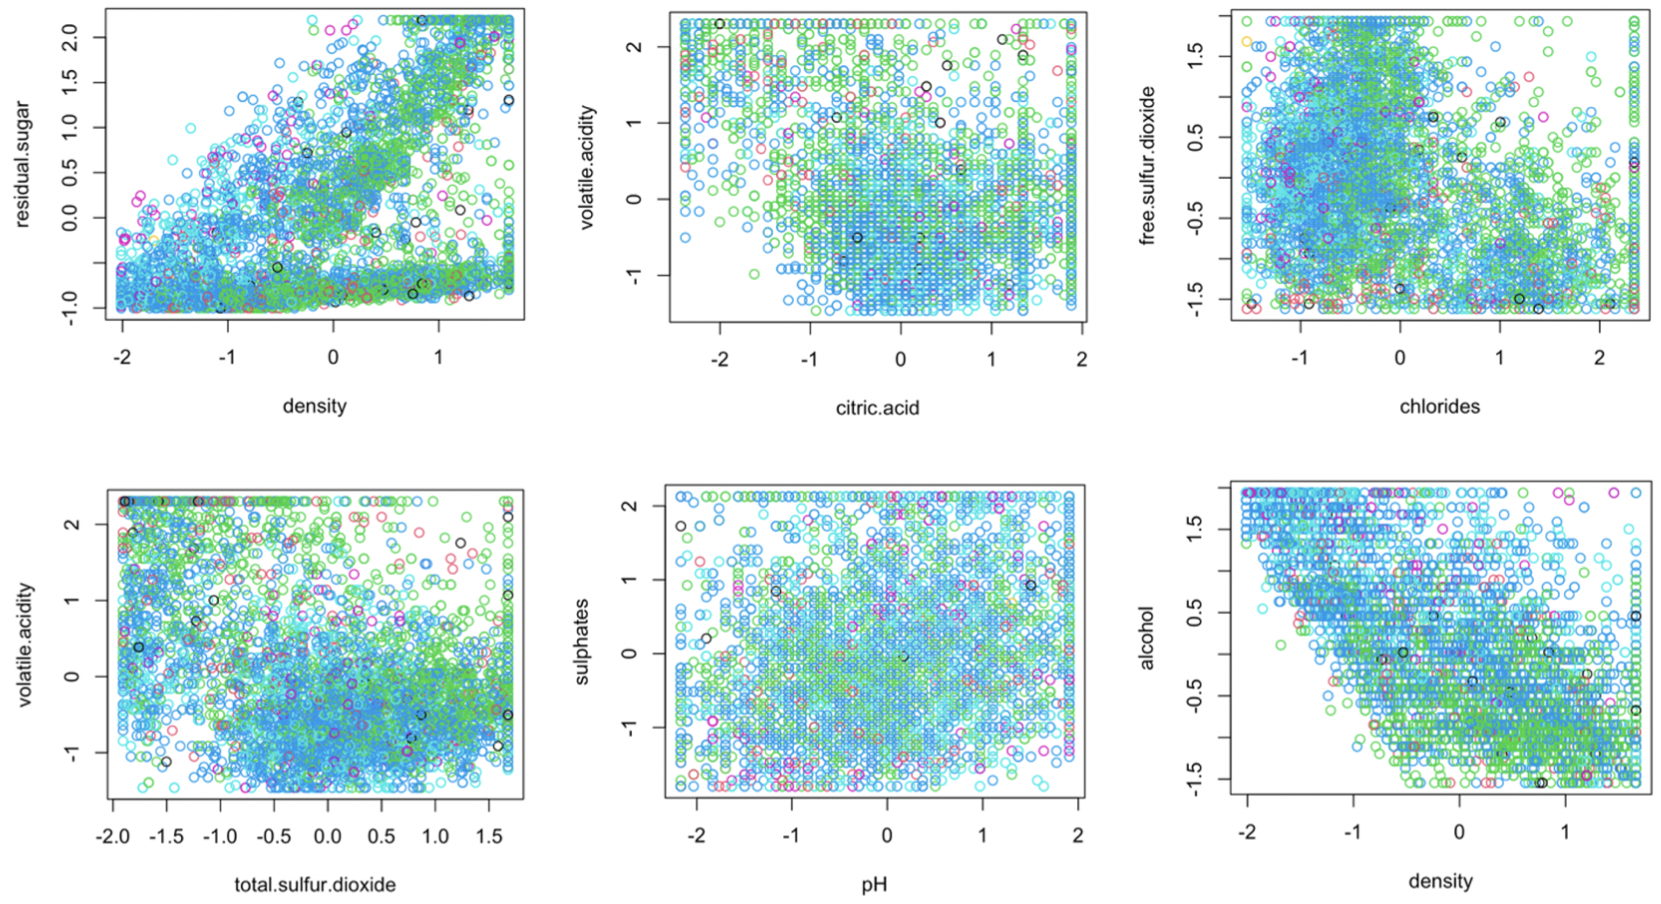 residual.sugar
2.0
1.5
1.0
0.5
0.0
-1.0
-2 -1 0 1
density
volatile.acidity
2
1
0
-1
-2 -1 0 1 2
citric.acid
free.sulfur.dioxide
1.5
0.5
-0.5
-1.5
-1 0 1 2
chlorides
volatile.acidity
2
1
0
-1
-2.0 -1.5 -1.0 -0.5 0.0 0.5 1.0 1.5
total.sulfur.dioxide
sulphates
2
1
0
-1
-2 -1 0 1 2
pH
alcohol
1.5
0.5
-0.5
-1.5
-2 -1 0 1
density